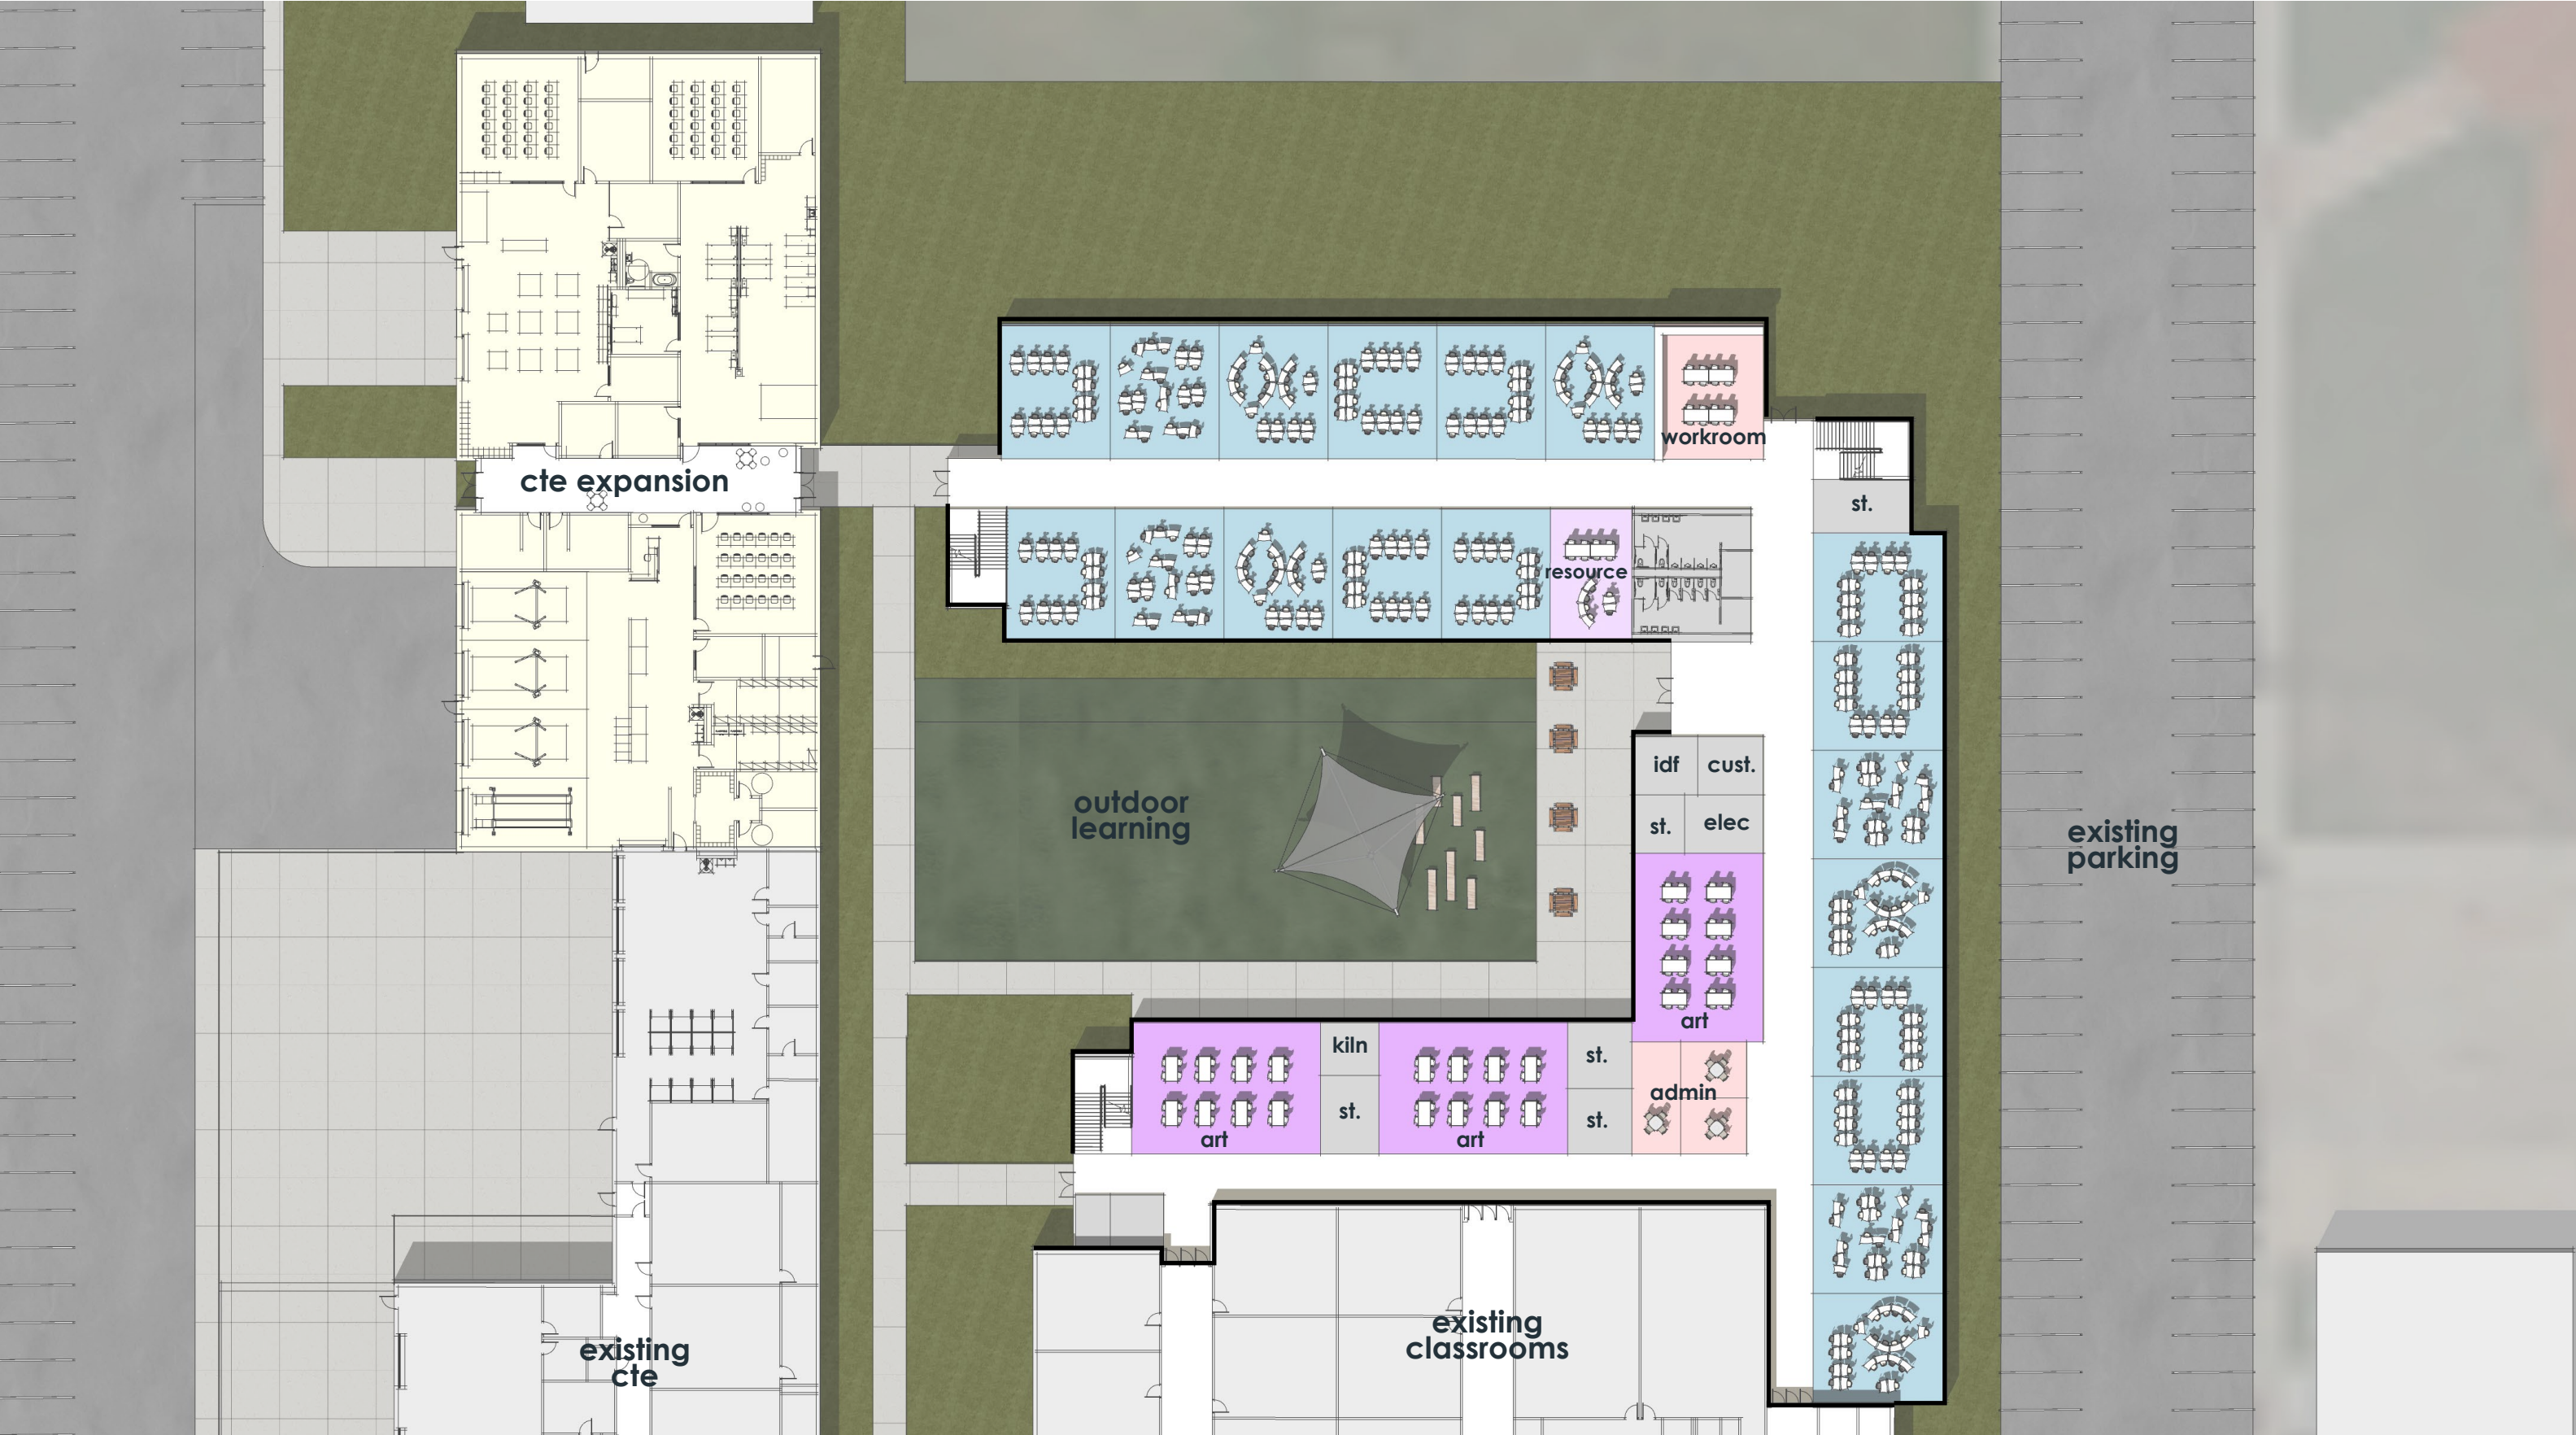 workroom
cte expansion
st.
resource
idf
cust.
outdoor
learning
st.
elec
existing
parking
art
kiln
st.
admin
st.
st.
art
art
existing
classrooms
existing
cte